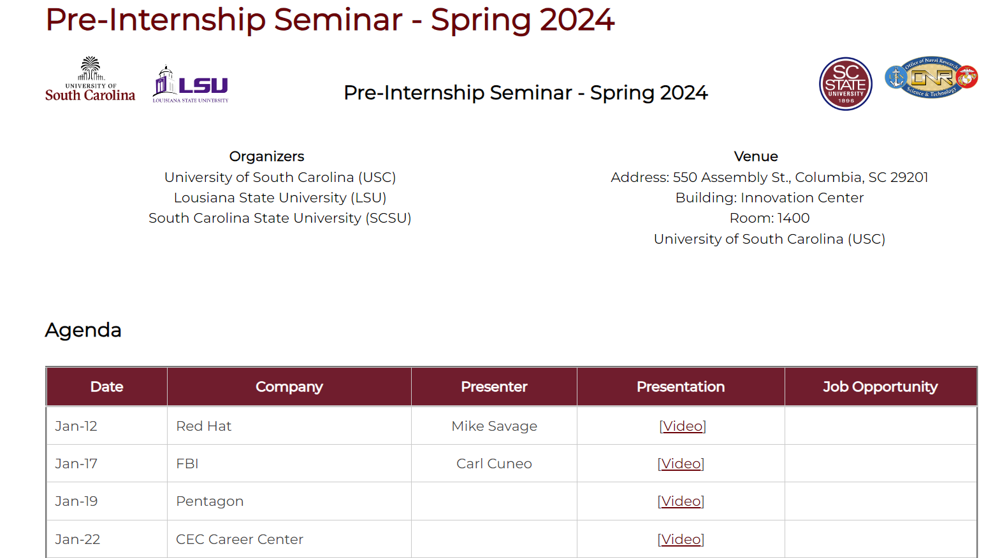 Pre-Internship Seminar - Spring 2024
UNIVERSITY OF
South Carolina
LSU
LOUISIANA STATE UNIVERSITY
Pre-Internship Seminar - Spring 2024
SC
STATE
UNIVERSITY
1896
Office of Naval Research
ONR
Science & Technology
Organizers
University of South Carolina (USC)
Lousiana State University (LSU)
South Carolina State University (SCSU)
Venue
Address: 550 Assembly St., Columbia, SC 29201
Building: Innovation Center
Room: 1400
University of South Carolina (USC)
Agenda
Date Company Presenter Presentation Job Opportunity
Jan-12 Red Hat Mike Savage [Video]
Jan-17 FBI Carl Cuneo [Video]
Jan-19 Pentagon [Video]
Jan-22 CEC Career Center [Video]